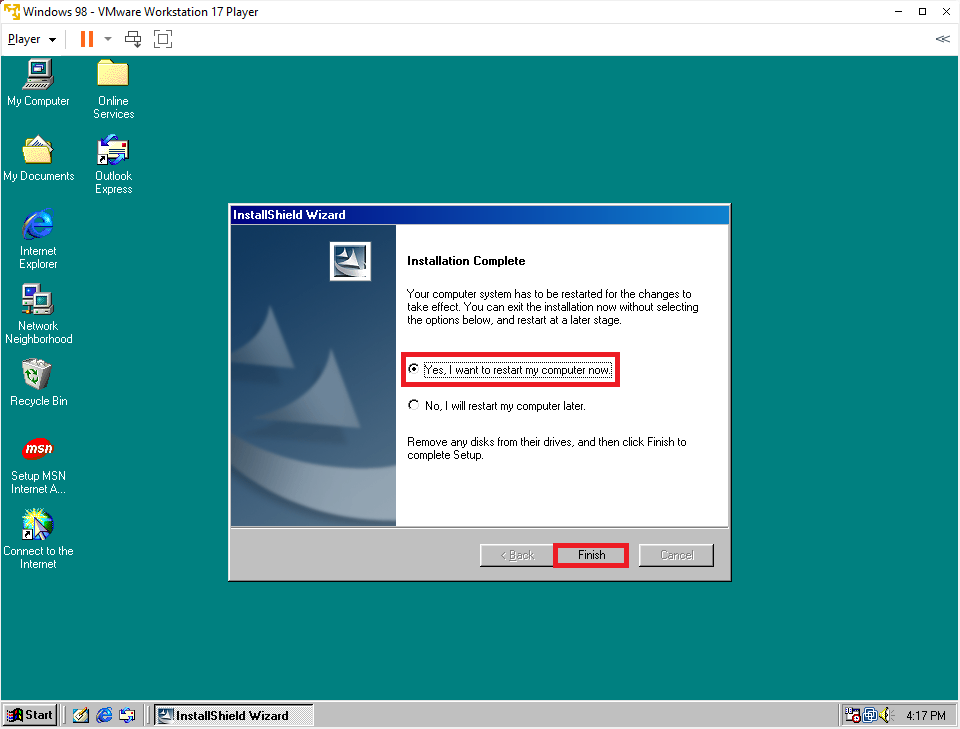 Windows 98 - VMware Workstation 17 Player
Player
My Computer
Online
Services
My Documents
Outlook
Express
Internet
Explorer
Network
Neighborhood
Recycle Bin
msn
Setup MSN
Internet A...
Connect to the
Internet
InstallShield Wizard
Installation Complete
Your computer system has to be restarted for the changes to
take effect. You can exit the installation now without selecting
the options below, and restart at a later stage.
Yes, I want to restart my computer now.
No, I will restart my computer later.
Remove any disks from their drives, and then click Finish to
complete Setup.
< Back
Finish
Cancel
Start
InstallShield Wizard
4:17 PM